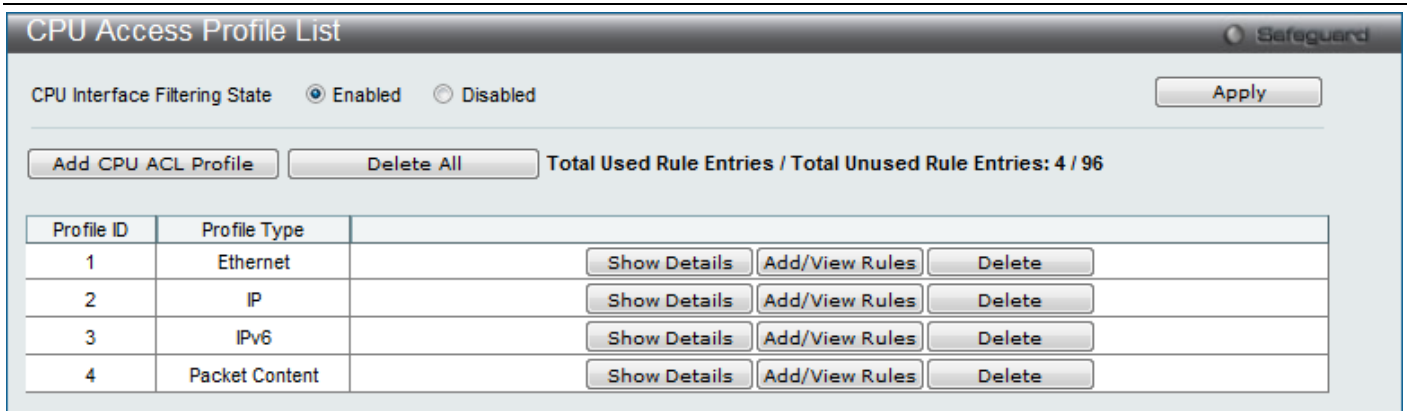 CPU Access Profile List
Safeguard
CPU Interface Filtering State Enabled Disabled Apply
Add CPU ACL Profile Delete All Total Used Rule Entries / Total Unused Rule Entries: 4 / 96
Profile ID Profile Type
1 Ethernet Show Details Add/View Rules Delete
2 IP Show Details Add/View Rules Delete
3 IPv6 Show Details Add/View Rules Delete
4 Packet Content Show Details Add/View Rules Delete